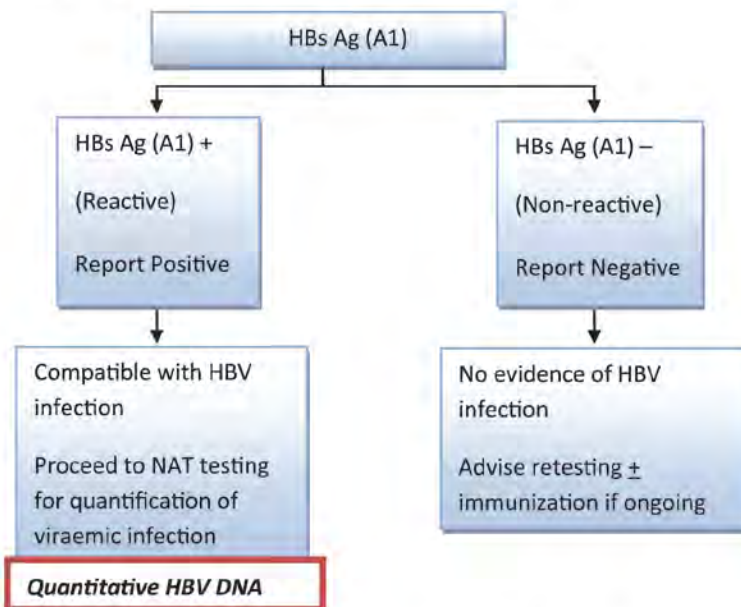 HBs Ag (A1)
HBs Ag (A1) +
(Reactive)
Report Positive
HBs Ag (A1) –
(Non-reactive)
Report Negative
Compatible with HBV
infection
Proceed to NAT testing
for quantification of
viraemic infection
Quantitative HBV DNA
No evidence of HBV
infection
Advise retesting ±
immunization if ongoing